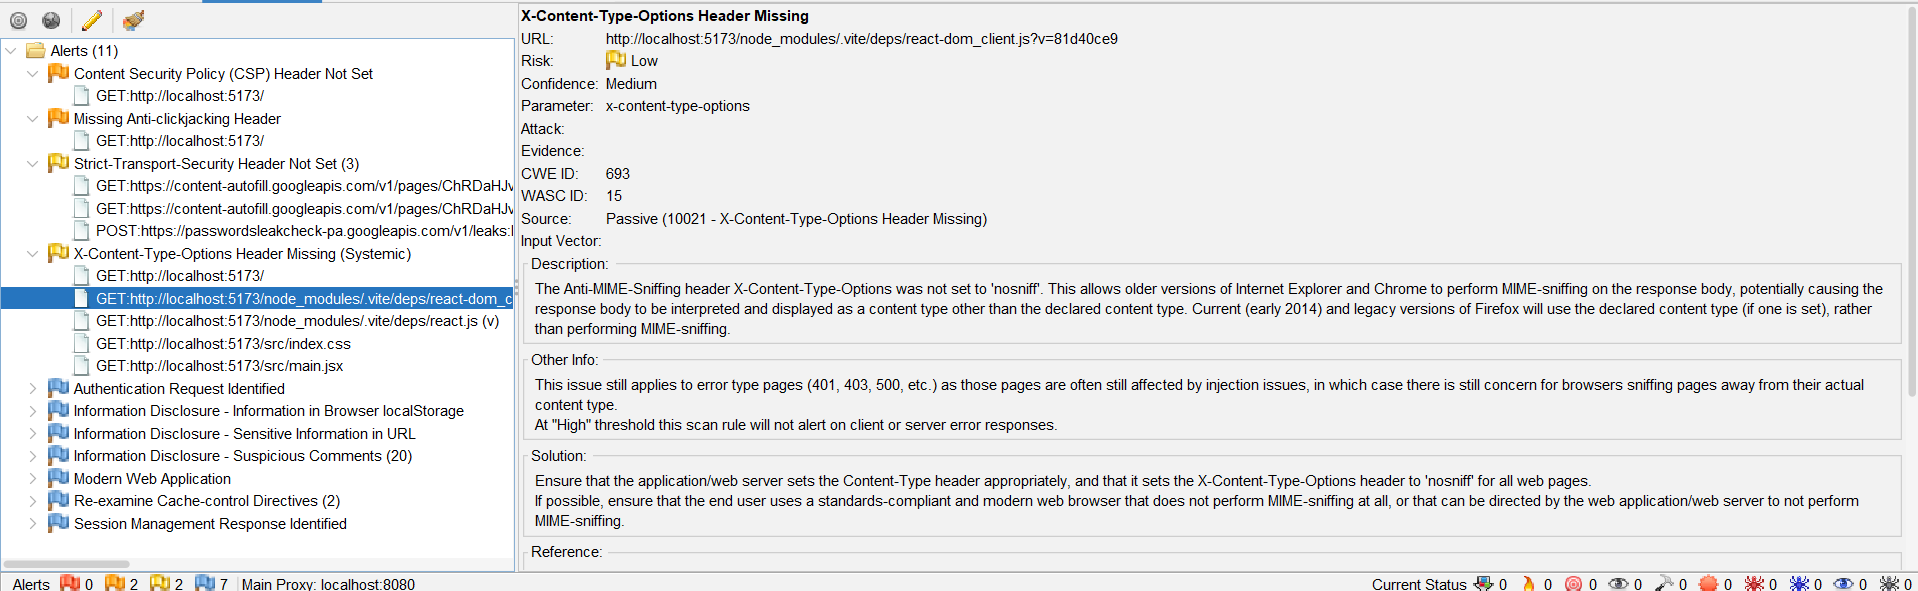 Alerts (11)
Content Security Policy (CSP) Header Not Set
GET:http://localhost:5173/
Missing Anti-clickjacking Header
GET:http://localhost:5173/
Strict-Transport-Security Header Not Set (3)
GET:https://content-autofill.googleapis.com/v1/pages/ChRDaHJv
GET:https://content-autofill.googleapis.com/v1/pages/ChRDaHJv
POST:https://passwordsleakcheck-pa.googleapis.com/v1/leaks:l
X-Content-Type-Options Header Missing (Systemic)
GET:http://localhost:5173/
GET:http://localhost:5173/node_modules/.vite/deps/react-dom_c
GET:http://localhost:5173/node_modules/.vite/deps/react.js (v)
GET:http://localhost:5173/src/index.css
GET:http://localhost:5173/src/main.jsx
Authentication Request Identified
Information Disclosure - Information in Browser localStorage
Information Disclosure - Sensitive Information in URL
Information Disclosure - Suspicious Comments (20)
Modern Web Application
Re-examine Cache-control Directives (2)
Session Management Response Identified
X-Content-Type-Options Header Missing
URL: http://localhost:5173/node_modules/.vite/deps/react-dom_client.js?v=81d40ce9
Risk: Low
Confidence: Medium
Parameter: x-content-type-options
Attack:
Evidence:
CWE ID: 693
WASC ID: 15
Source: Passive (10021 - X-Content-Type-Options Header Missing)
Input Vector:
Description:
The Anti-MIME-Sniffing header X-Content-Type-Options was not set to 'nosniff'. This allows older versions of Internet Explorer and Chrome to perform MIME-sniffing on the response body, potentially causing the
response body to be interpreted and displayed as a content type other than the declared content type. Current (early 2014) and legacy versions of Firefox will use the declared content type (if one is set), rather
than performing MIME-sniffing.
Other Info:
This issue still applies to error type pages (401, 403, 500, etc.) as those pages are often still affected by injection issues, in which case there is still concern for browsers sniffing pages away from their actual
content type.
At "High" threshold this scan rule will not alert on client or server error responses.
Solution:
Ensure that the application/web server sets the Content-Type header appropriately, and that it sets the X-Content-Type-Options header to 'nosniff' for all web pages.
If possible, ensure that the end user uses a standards-compliant and modern web browser that does not perform MIME-sniffing at all, or that can be directed by the web application/web server to not perform
MIME-sniffing.
Reference:
Alerts 0 2 2 7 Main Proxy: localhost:8080 Current Status 0 0 0 0 0 0 0 0 0 0